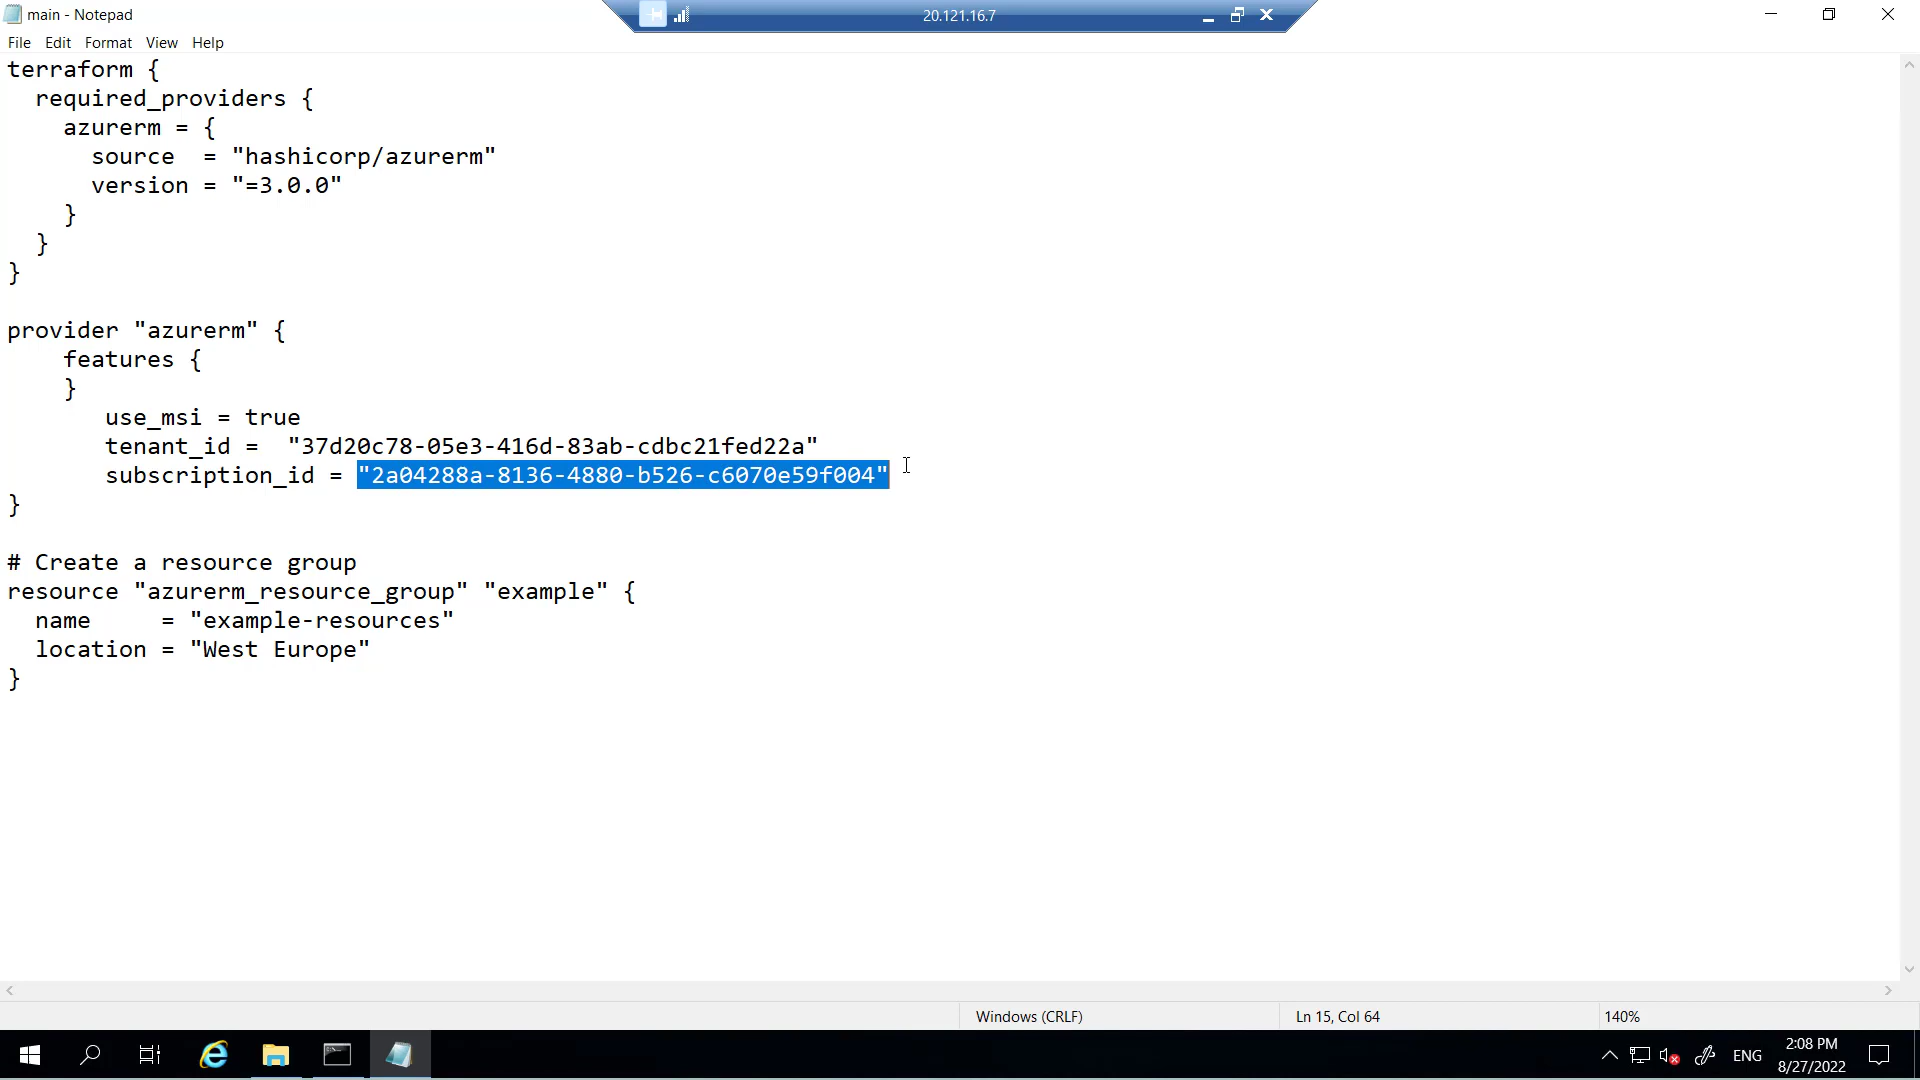 main - Notepad
20.121.16.7
File Edit Format View Help
terraform {
  required_providers {
    azurerm = {
      source  = "hashicorp/azurerm"
      version = "=3.0.0"
    }
  }
}
provider "azurerm" {
    features {
    }
       use_msi = true
       tenant_id =  "37d20c78-05e3-416d-83ab-cdbc21fed22a"
       subscription_id = "2a04288a-8136-4880-b526-c6070e59f004"
}
# Create a resource group
resource "azurerm_resource_group" "example" {
  name     = "example-resources"
  location = "West Europe"
}
Windows (CRLF)
Ln 15, Col 64
140%
ENG
2:08 PM
8/27/2022